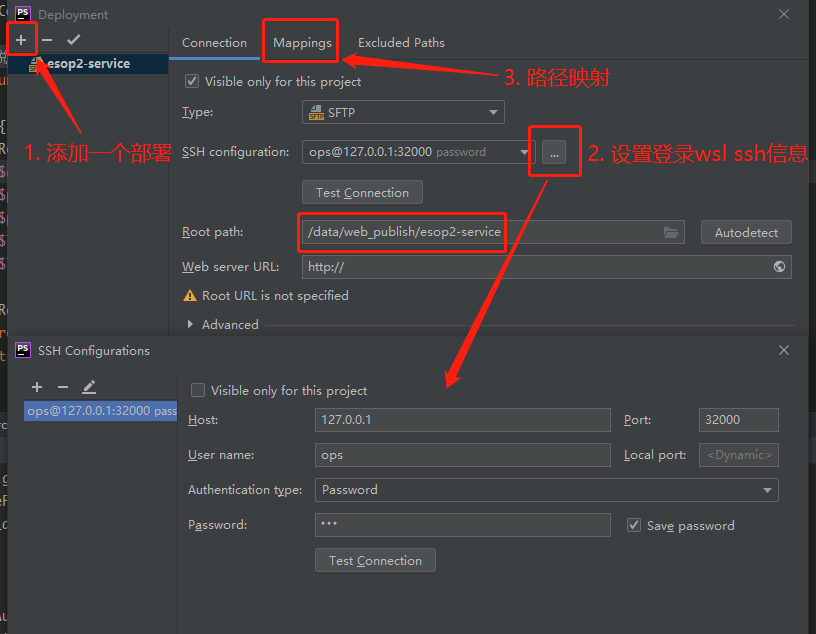 PS Deployment
Connection Mappings Excluded Paths
esop2-service
Visible only for this project
3. 路径映射
Type: SFTP
1. 添加一个部署
SSH configuration: ops@127.0.0.1:32000 password ...
2. 设置登录wsl ssh信息
Test Connection
Root path: /data/web_publish/esop2-service Autodetect
Web server URL: http://
Root URL is not specified
Advanced
PS SSH Configurations
Visible only for this project
ops@127.0.0.1:32000 pass
Host: 127.0.0.1 Port: 32000
User name: ops Local port: <Dynamic>
Authentication type: Password
Password: ••• Save password
Test Connection